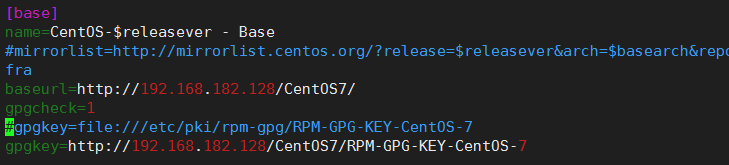 [base]
name=CentOS-$releasever - Base
#mirrorlist=http://mirrorlist.centos.org/?release=$releasever&arch=$basearch&repo
fra
baseurl=http://192.168.182.128/CentOS7/
gpgcheck=1
#gpgkey=file:///etc/pki/rpm-gpg/RPM-GPG-KEY-CentOS-7
gpgkey=http://192.168.182.128/CentOS7/RPM-GPG-KEY-CentOS-7